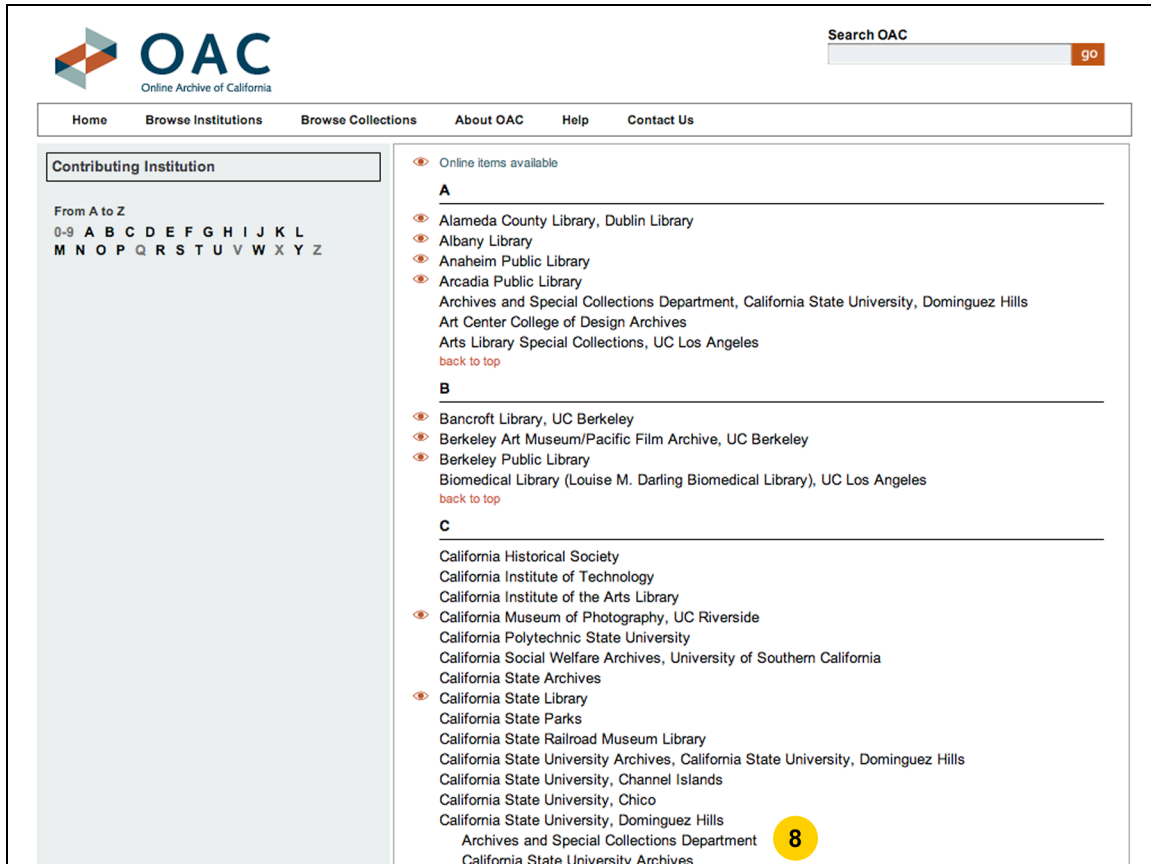 OAC
Online Archive of California
Search OAC
go
Home Browse Institutions Browse Collections About OAC Help Contact Us
Contributing Institution
From A to Z
0-9 A B C D E F G H I J K L
M N O P Q R S T U V W X Y Z
Online items available
A
Alameda County Library, Dublin Library
Albany Library
Anaheim Public Library
Arcadia Public Library
Archives and Special Collections Department, California State University, Dominguez Hills
Art Center College of Design Archives
Arts Library Special Collections, UC Los Angeles
back to top
B
Bancroft Library, UC Berkeley
Berkeley Art Museum/Pacific Film Archive, UC Berkeley
Berkeley Public Library
Biomedical Library (Louise M. Darling Biomedical Library), UC Los Angeles
back to top
C
California Historical Society
California Institute of Technology
California Institute of the Arts Library
California Museum of Photography, UC Riverside
California Polytechnic State University
California Social Welfare Archives, University of Southern California
California State Archives
California State Library
California State Parks
California State Railroad Museum Library
California State University Archives, California State University, Dominguez Hills
California State University, Channel Islands
California State University, Chico
California State University, Dominguez Hills
Archives and Special Collections Department 8
California State University Archives